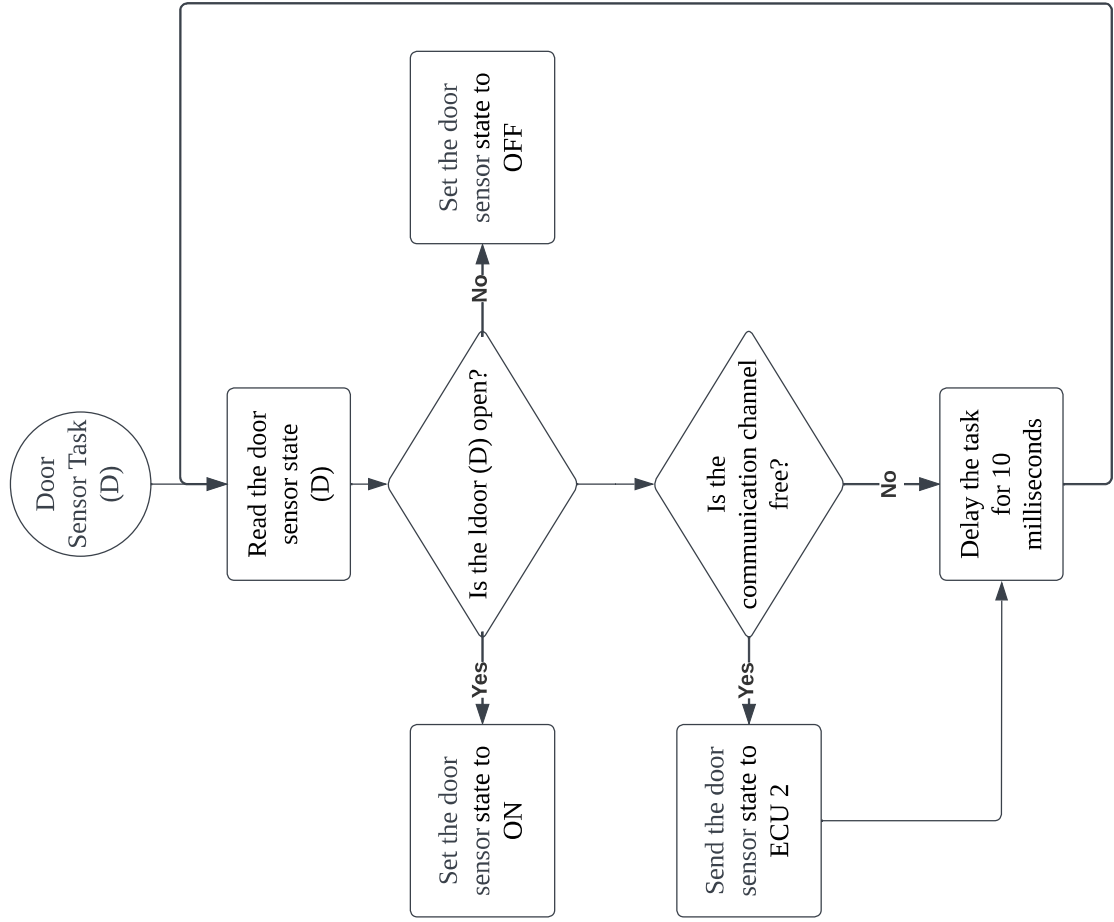 Door
Sensor Task
(D)
Read the door
sensor state
(D)
Is the ldoor (D) open?
Yes
No
Set the door
sensor state to
ON
Set the door
sensor state to
OFF
Is the
communication channel
free?
Yes
No
Send the door
sensor state to
ECU 2
Delay the task
for 10
milliseconds